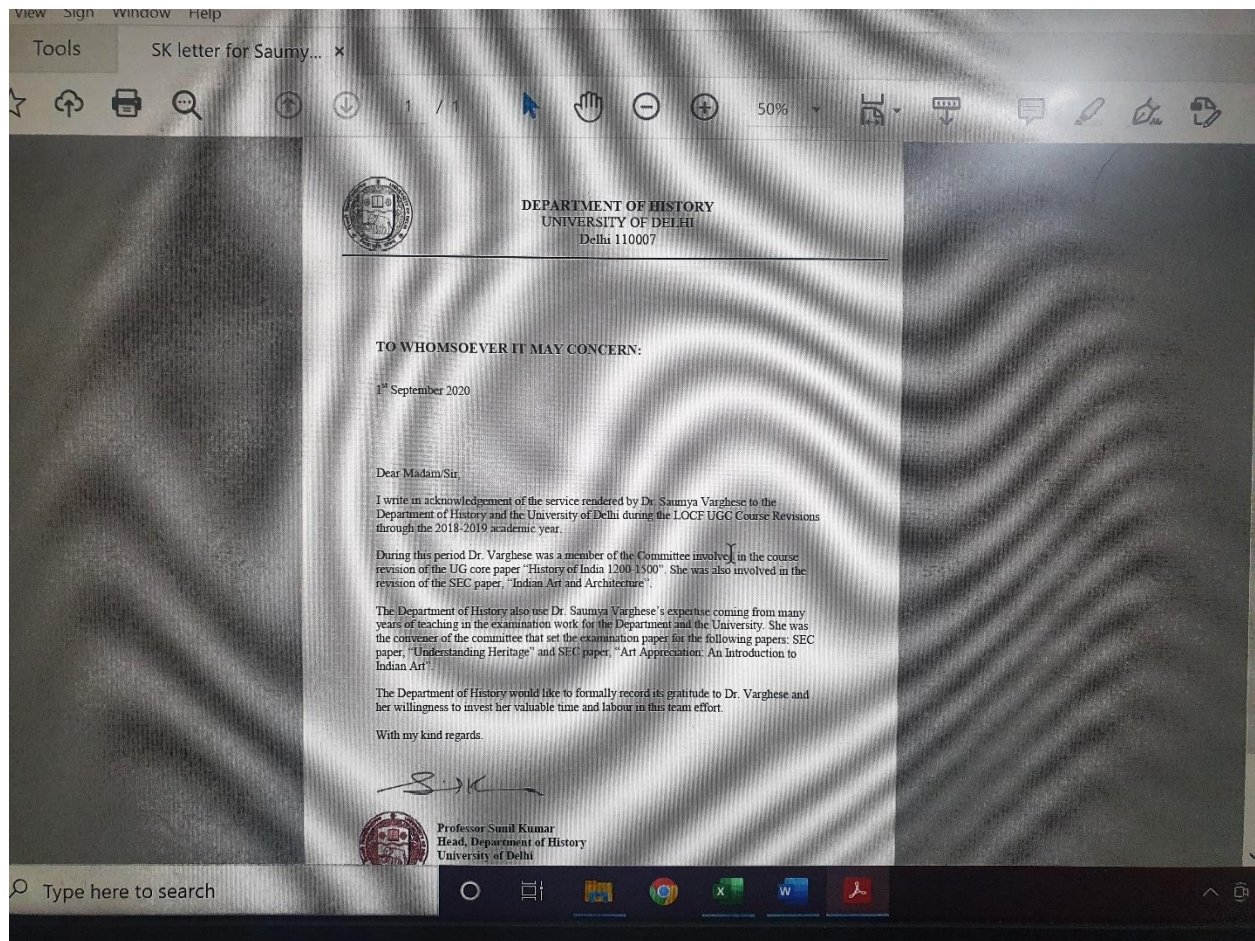 View Sign Window Help
Tools SK letter for Saumy... ×
1 / 1 50%
DEPARTMENT OF HISTORY
UNIVERSITY OF DELHI
Delhi 110007
TO WHOMSOEVER IT MAY CONCERN:
1st September 2020
Dear Madam/Sir,
I write in acknowledgement of the service rendered by Dr. Saumya Varghese to the
Department of History and the University of Delhi during the LOCF UGC Course Revisions
through the 2018-2019 academic year.
During this period Dr. Varghese was a member of the Committee involved in the course
revision of the UG core paper “History of India 1200-1500”. She was also involved in the
revision of the SEC paper, “Indian Art and Architecture”.
The Department of History also use Dr. Saumya Varghese’s expertise coming from many
years of teaching in the examination work for the Department and the University. She was
the convener of the committee that set the examination paper for the following papers: SEC
paper, “Understanding Heritage” and SEC paper, “Art Appreciation: An Introduction to
Indian Art”.
The Department of History would like to formally record its gratitude to Dr. Varghese and
her willingness to invest her valuable time and labour in this team effort.
With my kind regards.
Professor Sunil Kumar
Head, Department of History
University of Delhi
Type here to search